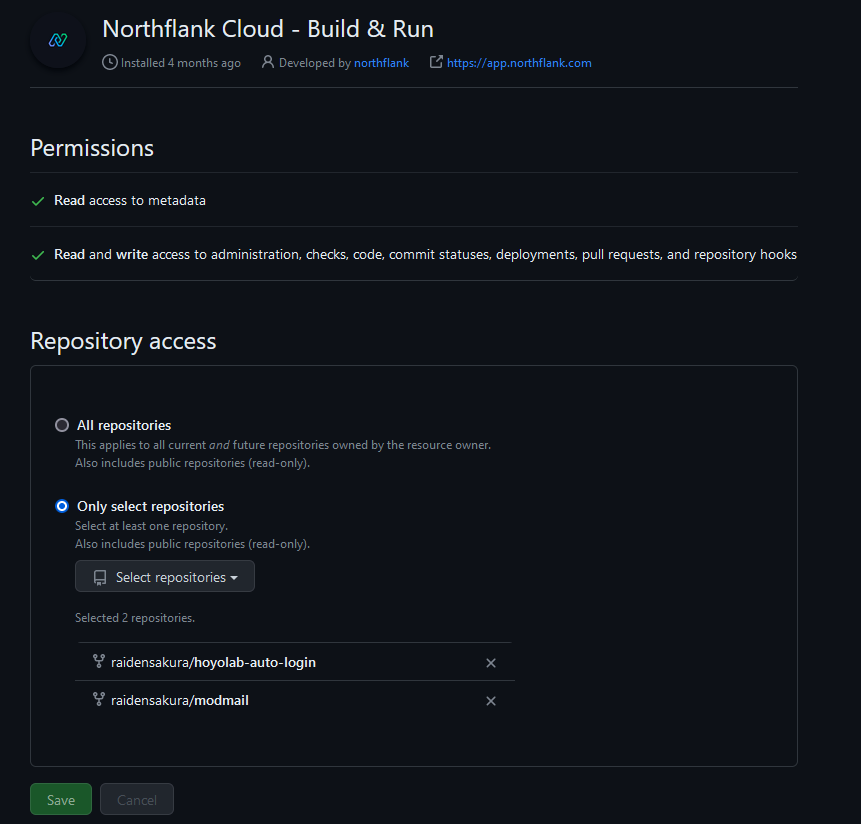 Northflank Cloud - Build & Run
Installed 4 months ago Developed by northflank https://app.northflank.com
Permissions
Read access to metadata
Read and write access to administration, checks, code, commit statuses, deployments, pull requests, and repository hooks
Repository access
All repositories
This applies to all current and future repositories owned by the resource owner.
Also includes public repositories (read-only).
Only select repositories
Select at least one repository.
Also includes public repositories (read-only).
Select repositories
Selected 2 repositories.
raidensakura/hoyolab-auto-login
raidensakura/modmail
Save Cancel